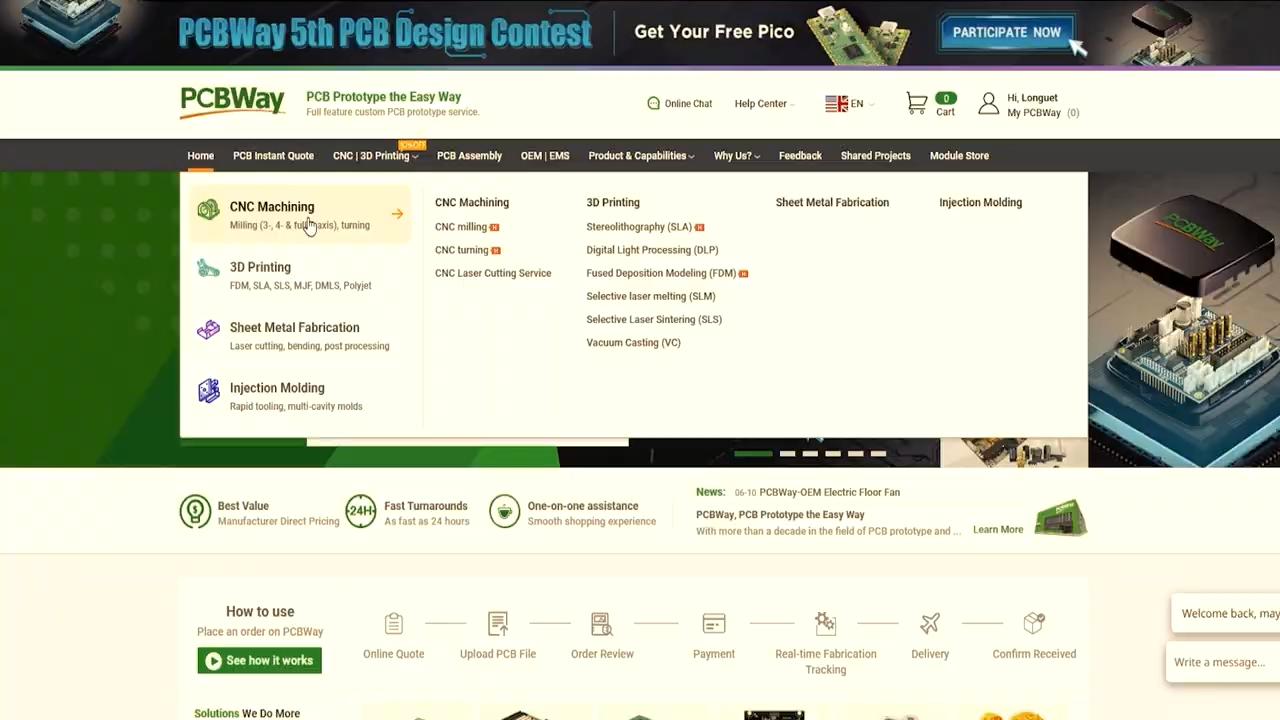 PCBWay 5th PCB Design Contest
Get Your Free Pico
PARTICIPATE NOW
PCBWay
PCBWay
PCB Prototype the Easy Way
Full feature custom PCB prototype service.
Online Chat
Help Center
EN
0
Cart
Hi, Longuet
My PCBWay (0)
Home
PCB Instant Quote
CNC | 3D Printing
PCB Assembly
OEM | EMS
Product & Capabilities
Why Us?
Feedback
Shared Projects
Module Store
CNC Machining
Milling (3-, 4- & full axis), turning
3D Printing
FDM, SLA, SLS, MJF, DMLS, Polyjet
Sheet Metal Fabrication
Laser cutting, bending, post processing
Injection Molding
Rapid tooling, multi-cavity molds
CNC Machining
CNC milling
CNC turning
CNC Laser Cutting Service
3D Printing
Stereolithography (SLA)
Digital Light Processing (DLP)
Fused Deposition Modeling (FDM)
Selective laser melting (SLM)
Selective Laser Sintering (SLS)
Vacuum Casting (VC)
Sheet Metal Fabrication
Injection Molding
PCBWay
Best Value
Manufacturer Direct Pricing
24H
Fast Turnarounds
As fast as 24 hours
One-on-one assistance
Smooth shopping experience
News: 06-10 PCBWay-OEM Electric Floor Fan
PCBWay, PCB Prototype the Easy Way
With more than a decade in the field of PCB prototype and ...
Learn More
How to use
Place an order on PCBWay
See how it works
Online Quote
Upload PCB File
Order Review
Payment
Real-time Fabrication
Tracking
Delivery
Confirm Received
Welcome back, may
Write a message...
Solutions We Do More